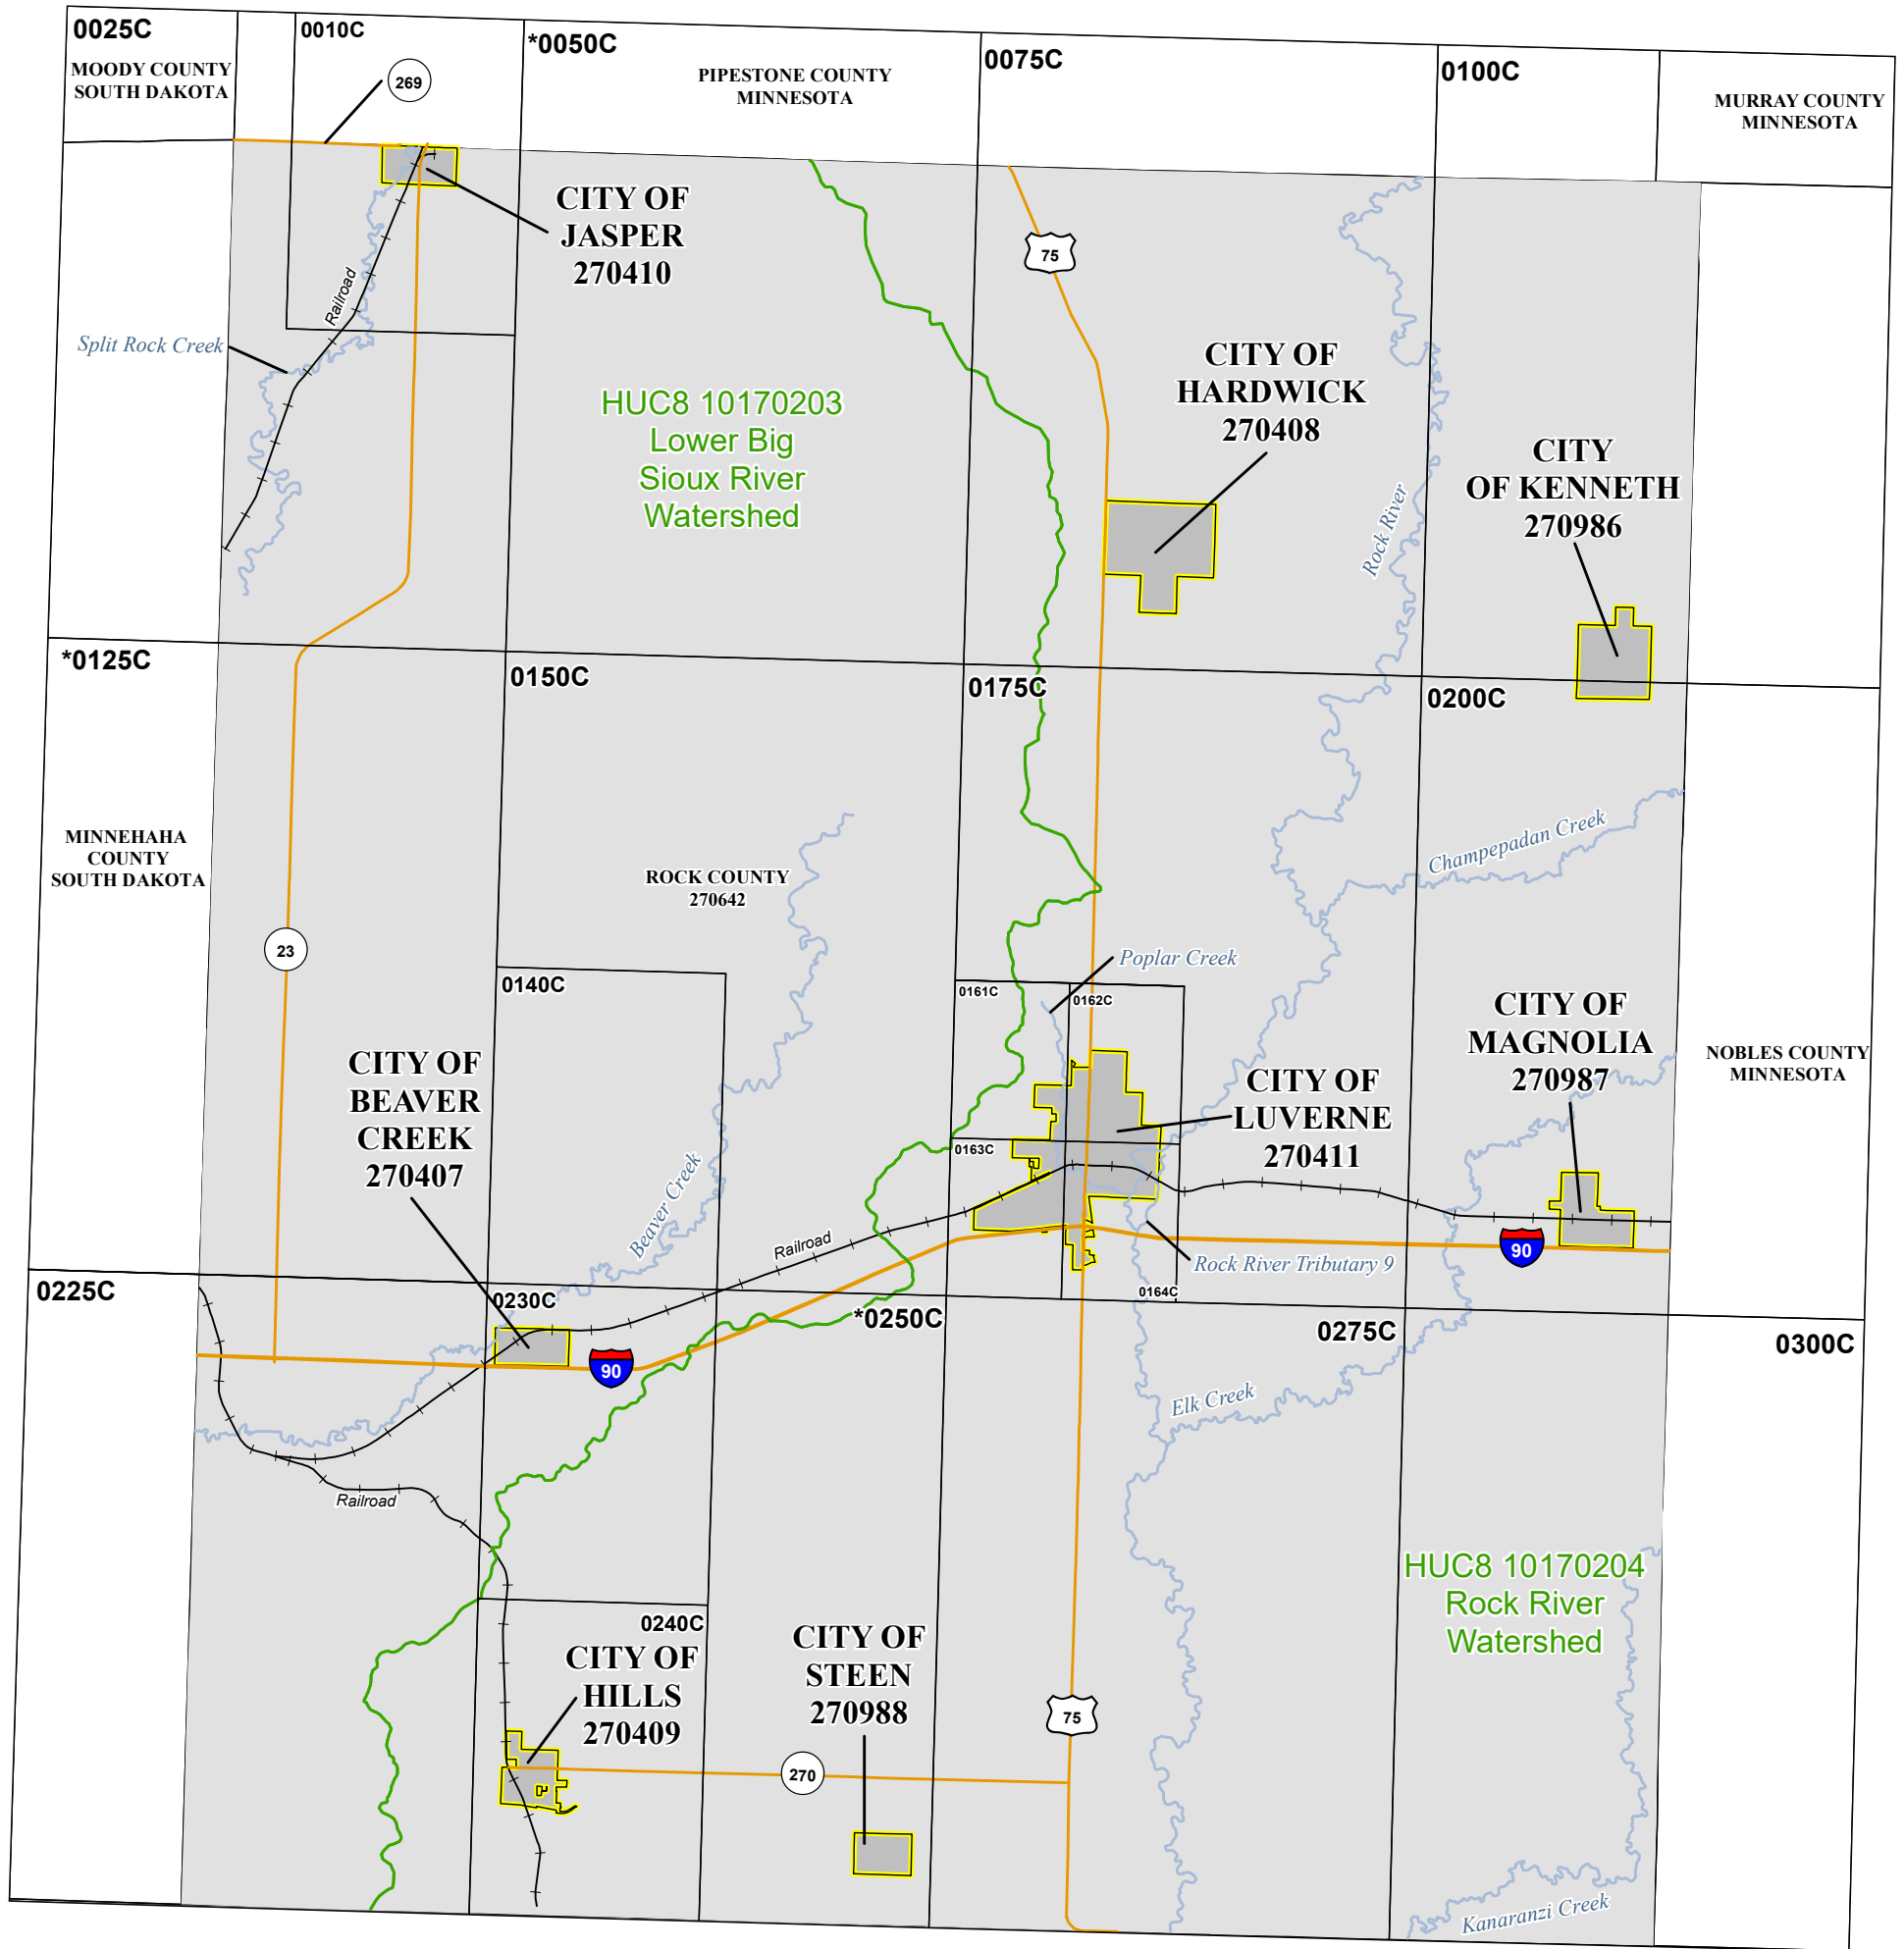 0025C
0010C
*0050C
0075C
0100C
MOODY COUNTY
SOUTH DAKOTA
269
PIPESTONE COUNTY
MINNESOTA
MURRAY COUNTY
MINNESOTA
CITY OF
JASPER
270410
75
Railroad
Split Rock Creek
HUC8 10170203
Lower Big
Sioux River
Watershed
CITY OF
HARDWICK
270408
CITY
OF KENNETH
270986
Rock River
*0125C
0150C
0175C
0200C
MINNEHAHA
COUNTY
SOUTH DAKOTA
ROCK COUNTY
270642
Champepadan Creek
23
Poplar Creek
0140C
0161C
0162C
CITY OF
MAGNOLIA
270987
NOBLES COUNTY
MINNESOTA
CITY OF
BEAVER
CREEK
270407
CITY OF
LUVERNE
270411
0163C
Beaver Creek
Railroad
90
Rock River Tributary 9
0164C
0225C
0230C
*0250C
0275C
0300C
90
Elk Creek
Railroad
HUC8 10170204
Rock River
Watershed
0240C
CITY OF
HILLS
270409
CITY OF
STEEN
270988
75
270
Kanaranzi Creek